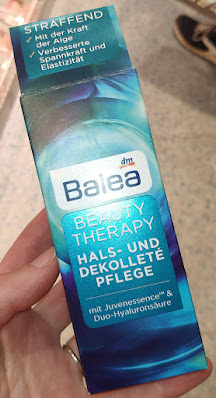 STRAFFEND
✓ Mit der Kraft
der Alge
✓ Verbesserte
Spannkraft und
Elastizität
dm
Balea
BEAUTY
THERAPY
HALS- UND
DEKOLLETÉ
PFLEGE
mit Juvenessence™ &
Duo-Hyaluronsäure